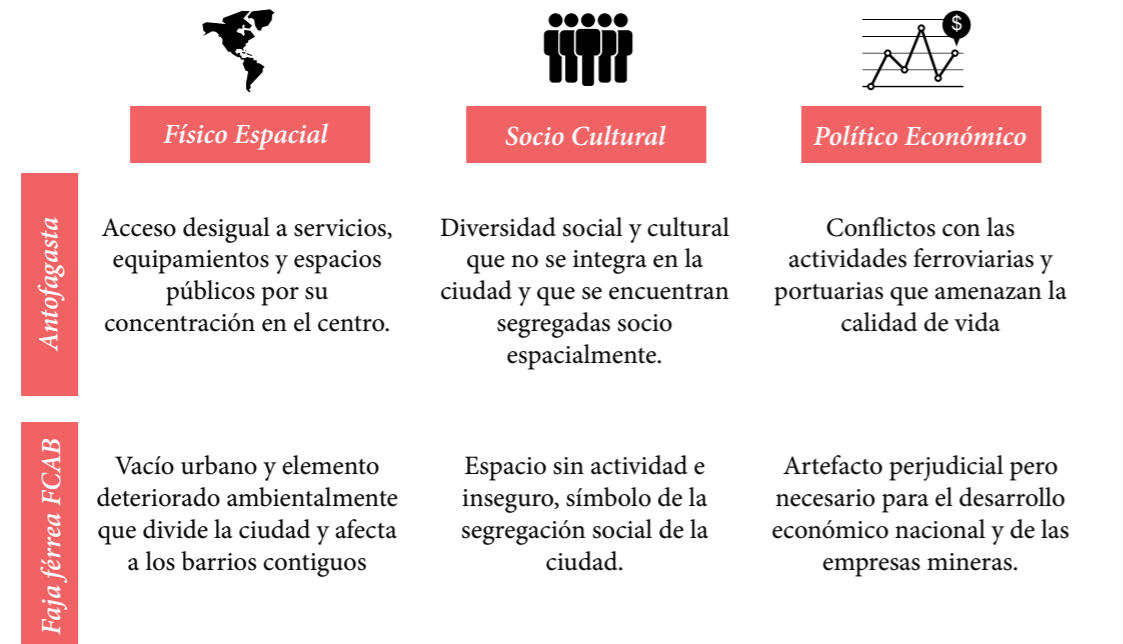 $
Físico Espacial
Socio Cultural
Político Económico
Antofagasta
Acceso desigual a servicios,
equipamientos y espacios
públicos por su
concentración en el centro.
Diversidad social y cultural
que no se integra en la
ciudad y que se encuentran
segregadas socio
espacialmente.
Conflictos con las
actividades ferroviarias y
portuarias que amenazan la
calidad de vida
Faja férrea FCAB
Vacío urbano y elemento
deteriorado ambientalmente
que divide la ciudad y afecta
a los barrios contiguos
Espacio sin actividad e
inseguro, símbolo de la
segregación social de la
ciudad.
Artefacto perjudicial pero
necesario para el desarrollo
económico nacional y de las
empresas mineras.